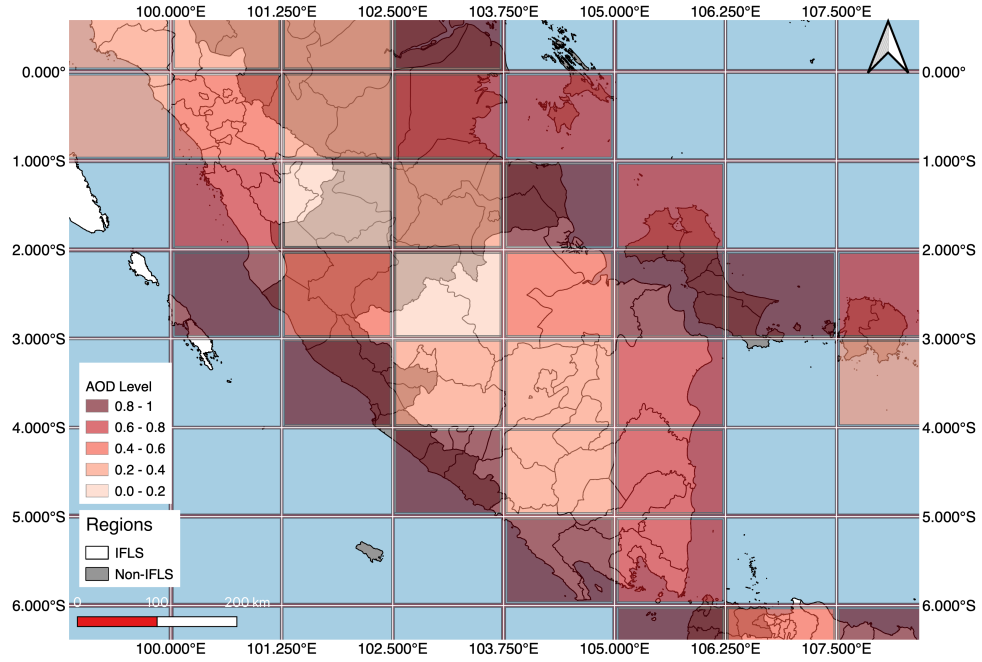 100.000°E 101.250°E 102.500°E 103.750°E 105.000°E 106.250°E 107.500°E
0.000° 0.000°
1.000°S 1.000°S
2.000°S 2.000°S
3.000°S 3.000°S
AOD Level
0.8 - 1
0.6 - 0.8
4.000°S 4.000°S
0.4 - 0.6
0.2 - 0.4
0.0 - 0.2
5.000°S 5.000°S
Regions
IFLS
Non-IFLS
0 100 200 km
6.000°S 6.000°S
100.000°E 101.250°E 102.500°E 103.750°E 105.000°E 106.250°E 107.500°E